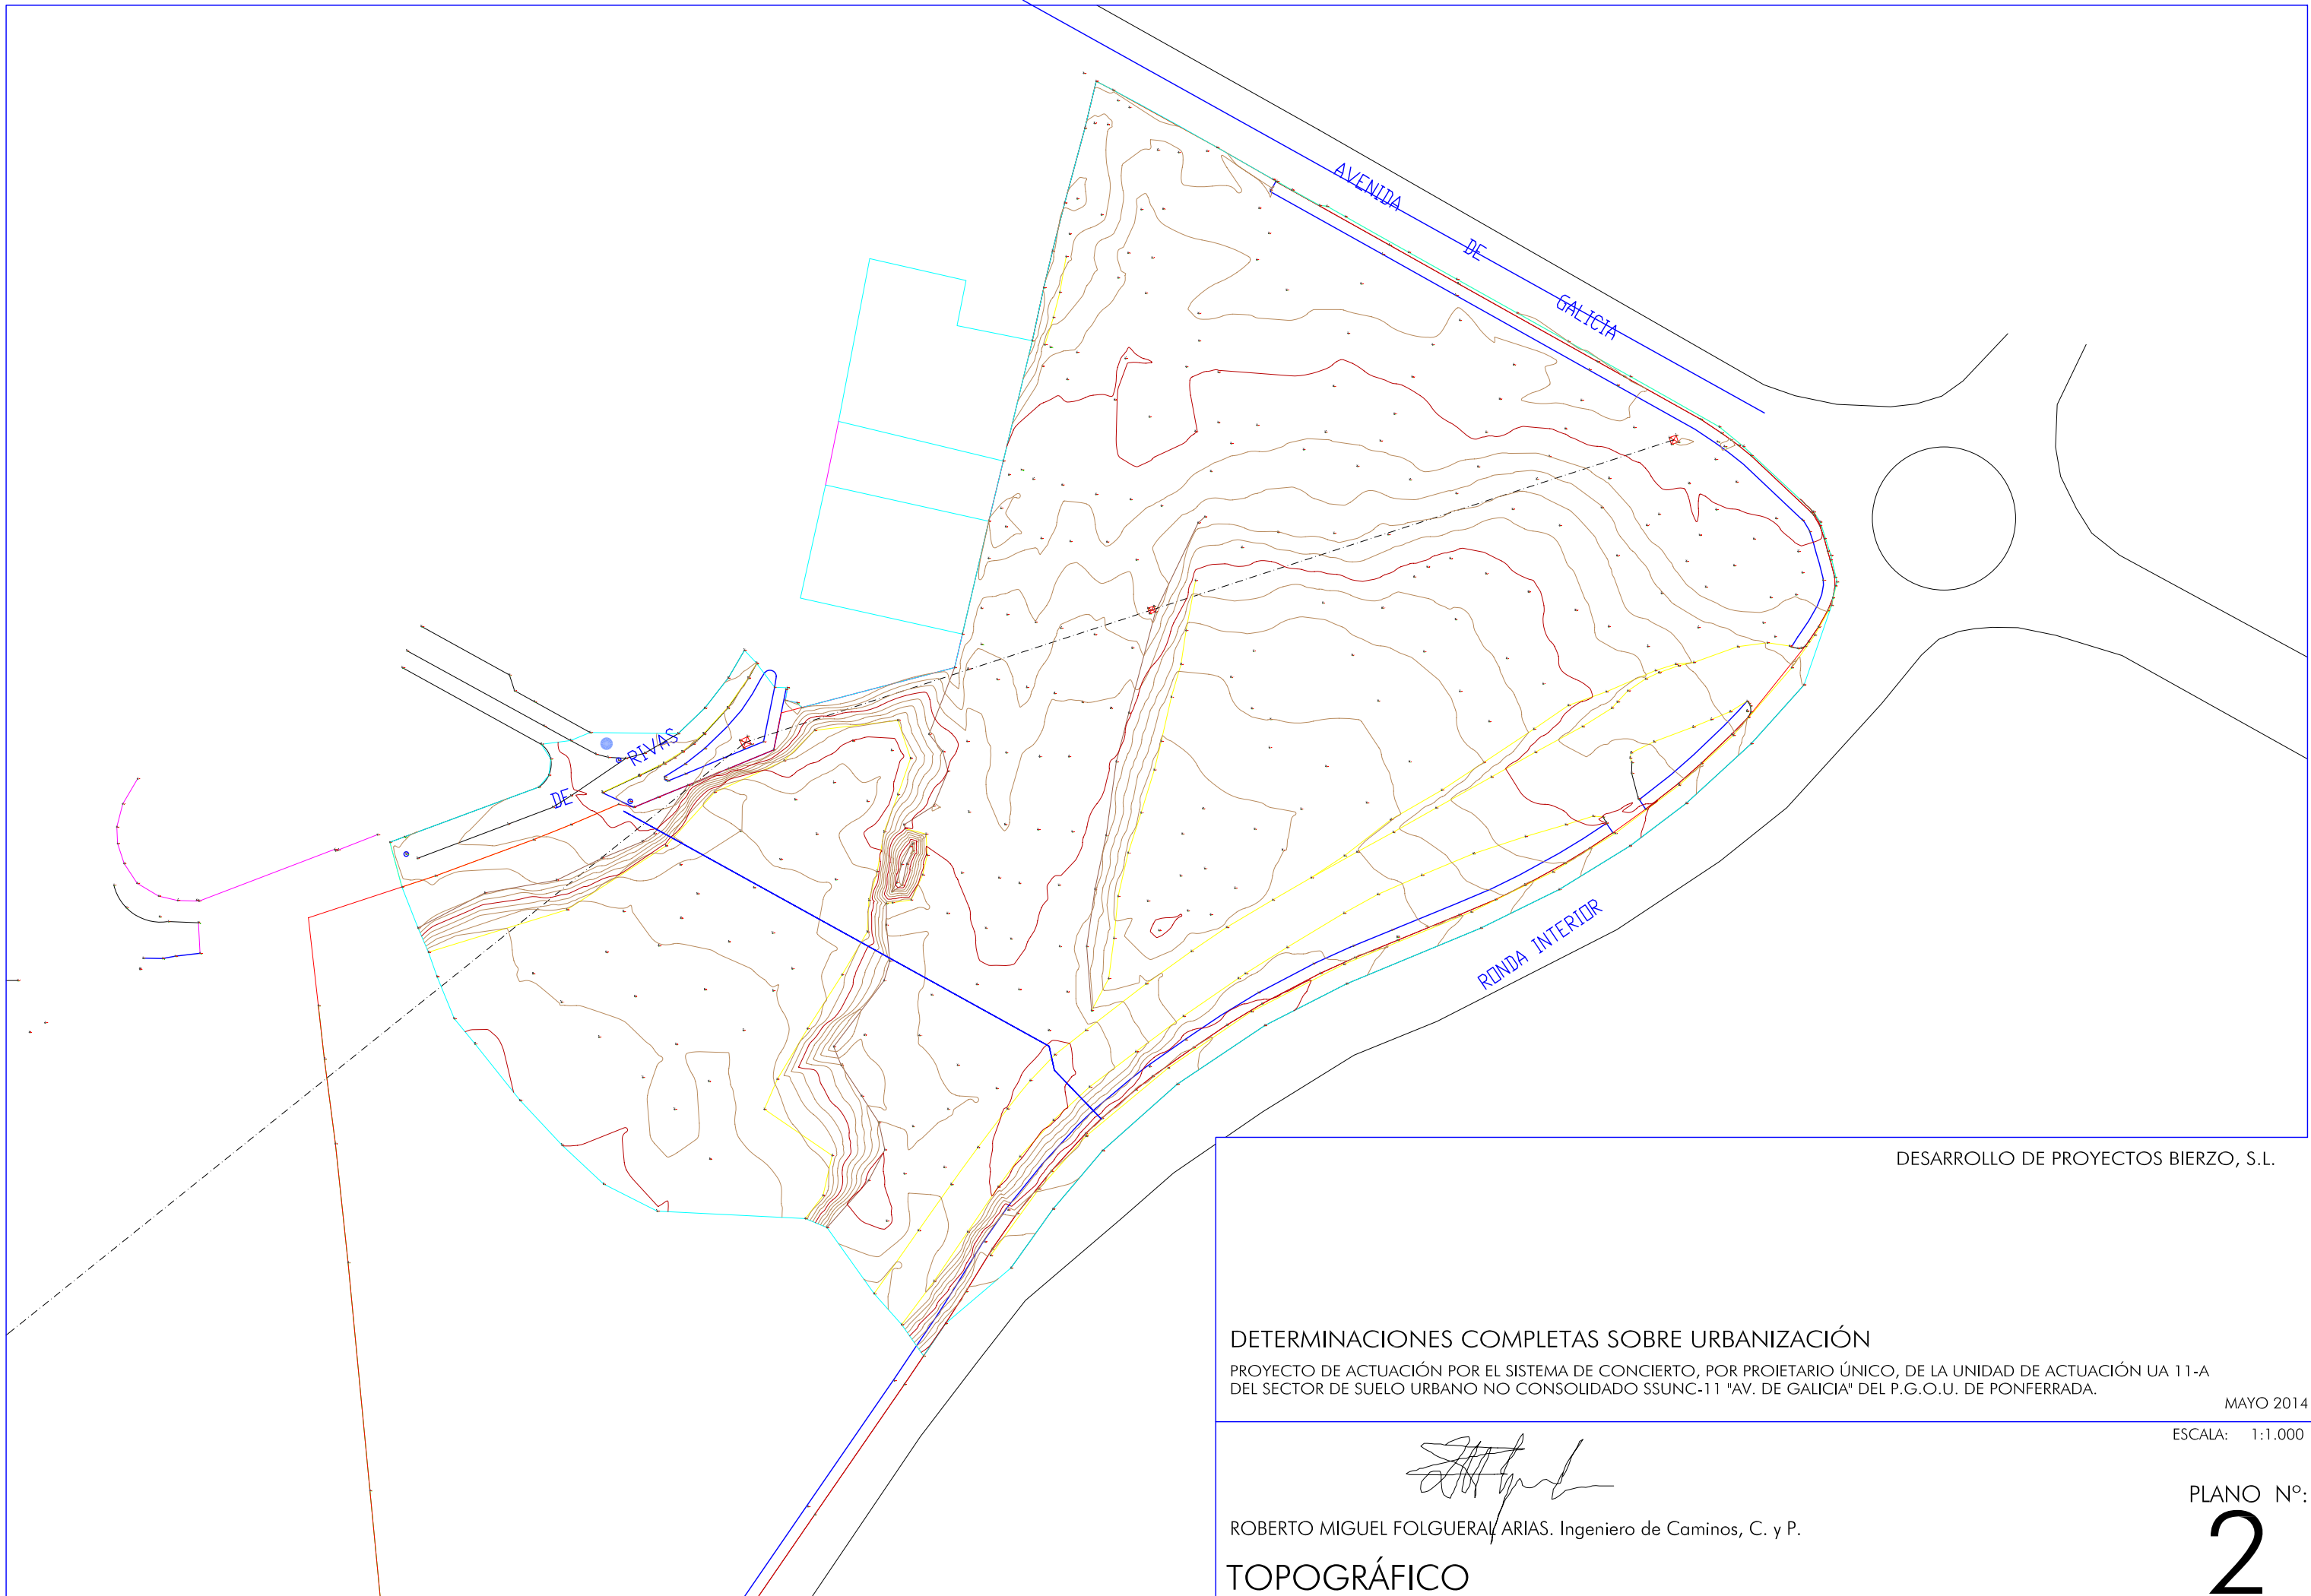 AVENIDA
DE
GALICIA
DE RIVAS
RONDA INTERIOR
DESARROLLO DE PROYECTOS BIERZO, S.L.
DETERMINACIONES COMPLETAS SOBRE URBANIZACIÓN
PROYECTO DE ACTUACIÓN POR EL SISTEMA DE CONCIERTO, POR PROIETARIO ÚNICO, DE LA UNIDAD DE ACTUACIÓN UA 11-A
DEL SECTOR DE SUELO URBANO NO CONSOLIDADO SSUNC-11 "AV. DE GALICIA" DEL P.G.O.U. DE PONFERRADA.
MAYO 2014
ESCALA: 1:1.000
PLANO Nº:
2
ROBERTO MIGUEL FOLGUERAL ARIAS. Ingeniero de Caminos, C. y P.
TOPOGRÁFICO